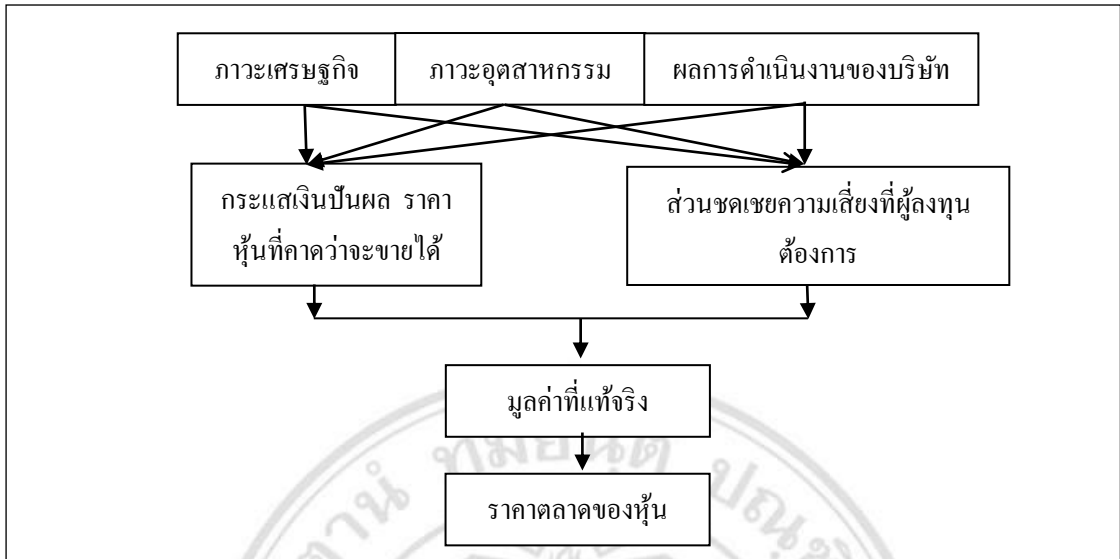 ภาวะเศรษฐกิจ
ภาวะอุตสาหกรรม
ผลการดำเนินงานของบริษัท
กระแสเงินปันผล ราคา
หุ้นที่คาดว่าจะขายได้
ส่วนชดเชยความเสี่ยงที่ผู้ลงทุน
ต้องการ
มูลค่าที่แท้จริง
ราคาตลาดของหุ้น